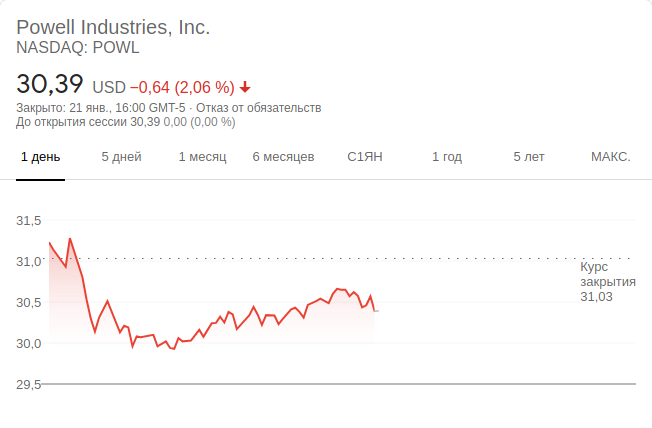 Powell Industries, Inc.
NASDAQ: POWL
30,39 USD −0,64 (2,06 %)
Закрыто: 21 янв., 16:00 GMT-5 · Отказ от обязательств
До открытия сессии 30,39 0,00 (0,00 %)
1 день 5 дней 1 месяц 6 месяцев С1ЯН 1 год 5 лет МАКС.
31,5
31,0
Курс
закрытия
31,03
30,5
30,0
29,5